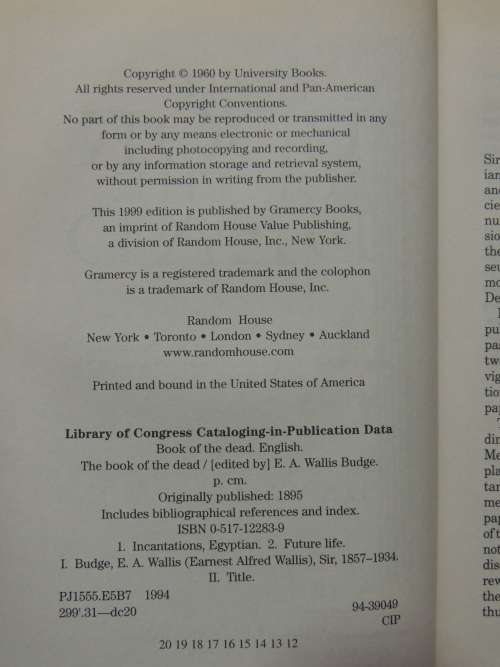 Copyright © 1960 by University Books.
All rights reserved under International and Pan-American
Copyright Conventions.
No part of this book may be reproduced or transmitted in any
form or by any means electronic or mechanical
including photocopying and recording,
or by any information storage and retrieval system,
without permission in writing from the publisher.
This 1999 edition is published by Gramercy Books,
an imprint of Random House Value Publishing,
a division of Random House, Inc., New York.
Gramercy is a registered trademark and the colophon
is a trademark of Random House, Inc.
Random House
New York • Toronto • London • Sydney • Auckland
www.randomhouse.com
Printed and bound in the United States of America
Library of Congress Cataloging-in-Publication Data
Book of the dead. English.
The book of the dead / [edited by] E. A. Wallis Budge.
p. cm.
Originally published: 1895
Includes bibliographical references and index.
ISBN 0-517-12283-9
1. Incantations, Egyptian. 2. Future life.
I. Budge, E. A. Wallis (Earnest Alfred Wallis), Sir, 1857–1934.
II. Title.
PJ1555.E5B7 1994
299'.31—dc20
94-39049
CIP
20 19 18 17 16 15 14 13 12